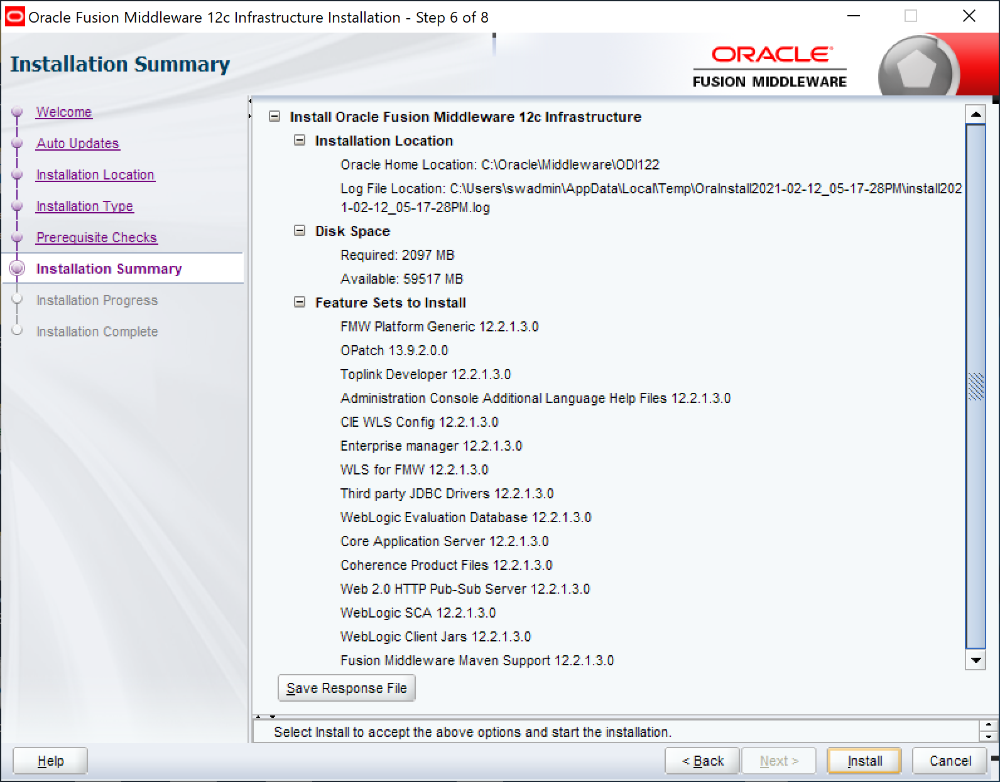 Oracle Fusion Middleware 12c Infrastructure Installation - Step 6 of 8
Installation Summary
ORACLE
FUSION MIDDLEWARE
Welcome
Auto Updates
Installation Location
Installation Type
Prerequisite Checks
Installation Summary
Installation Progress
Installation Complete
Install Oracle Fusion Middleware 12c Infrastructure
Installation Location
Oracle Home Location: C:\Oracle\Middleware\ODI122
Log File Location: C:\Users\swadmin\AppData\Local\Temp\OraInstall2021-02-12_05-17-28PM\install202
1-02-12_05-17-28PM.log
Disk Space
Required: 2097 MB
Available: 59517 MB
Feature Sets to Install
FMW Platform Generic 12.2.1.3.0
OPatch 13.9.2.0.0
Toplink Developer 12.2.1.3.0
Administration Console Additional Language Help Files 12.2.1.3.0
CIE WLS Config 12.2.1.3.0
Enterprise manager 12.2.1.3.0
WLS for FMW 12.2.1.3.0
Third party JDBC Drivers 12.2.1.3.0
WebLogic Evaluation Database 12.2.1.3.0
Core Application Server 12.2.1.3.0
Coherence Product Files 12.2.1.3.0
Web 2.0 HTTP Pub-Sub Server 12.2.1.3.0
WebLogic SCA 12.2.1.3.0
WebLogic Client Jars 12.2.1.3.0
Fusion Middleware Maven Support 12.2.1.3.0
Save Response File
Select Install to accept the above options and start the installation.
Help
< Back
Next >
Install
Cancel